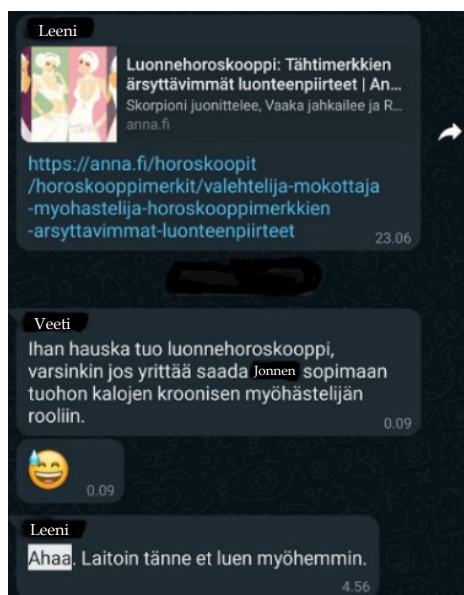 Leeni
Luonnehoroskooppi: Tähtimerkkien
ärsyttävimmät luonteenpiirteet | An...
Skorpioni juonittelee, Vaaka jahkailee ja R...
anna.fi
https://anna.fi/horoskoopit
/horoskooppimerkit/valehtelija-mokottaja
-myohastelija-horoskooppimerkkien
-arsyttavimmat-luonteenpiirteet
23.06
Veeti
Ihan hauska tuo luonnehoroskooppi,
varsinkin jos yrittää saada Jonnen sopimaan
tuohon kalojen kroonisen myöhästelijän
rooliin.
0.09
0.09
Leeni
Ahaa. Laitoin tänne et luen myöhemmin.
4.56